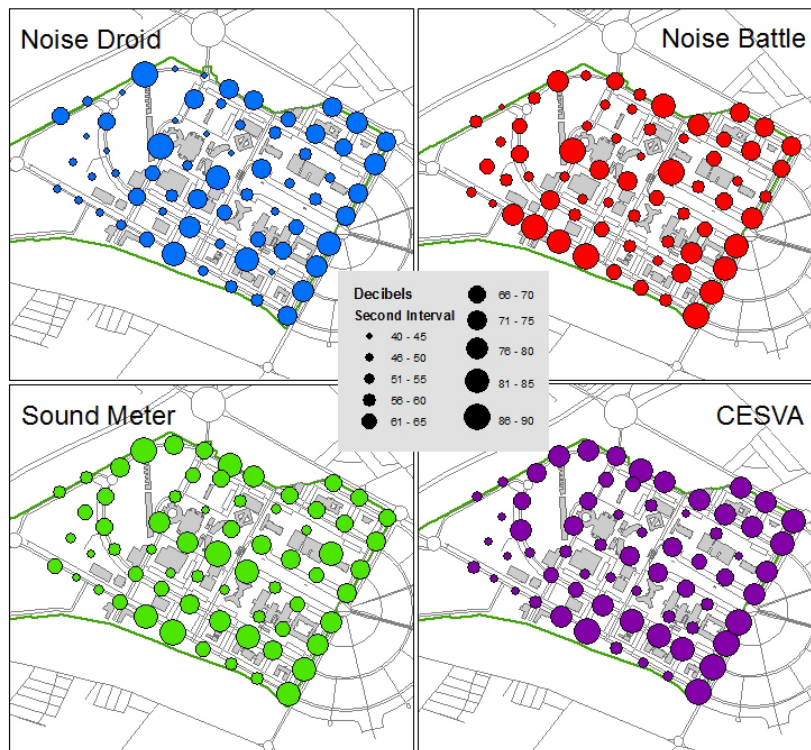 Noise Droid
Noise Battle
Decibels
Second Interval
40 - 45
46 - 50
51 - 55
56 - 60
61 - 65
66 - 70
71 - 75
76 - 80
81 - 85
86 - 90
Sound Meter
CESVA